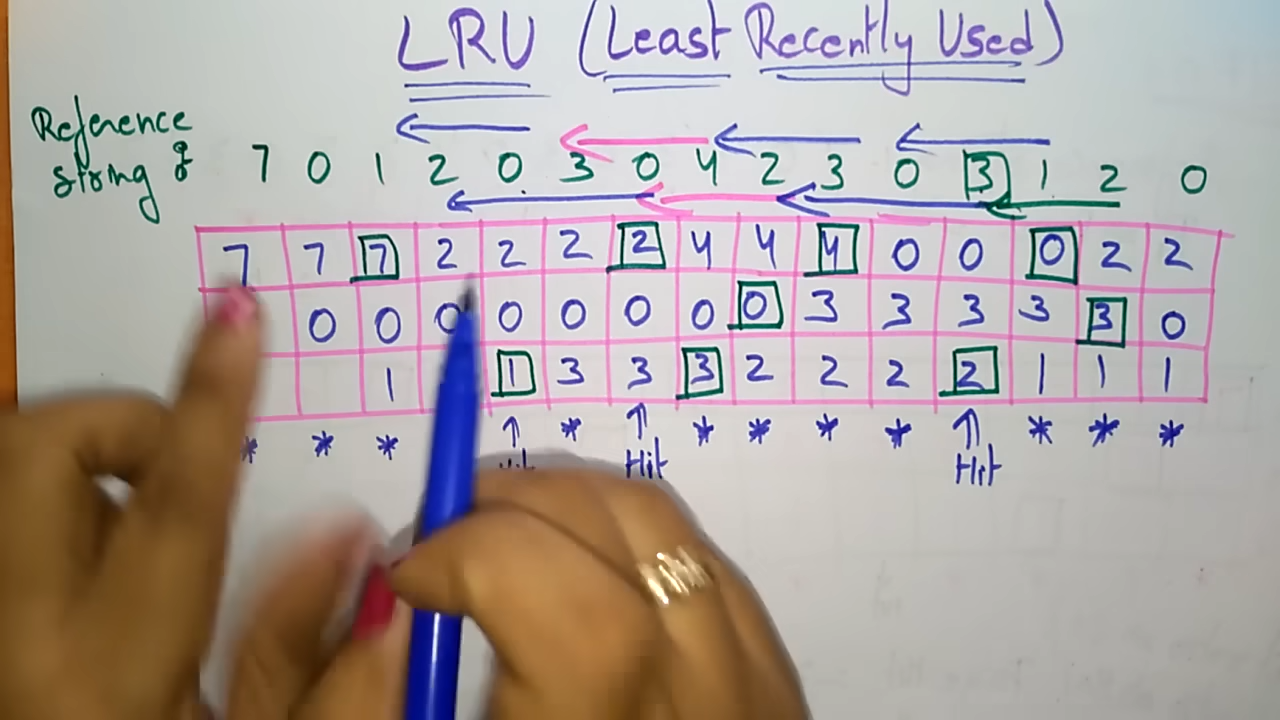 LRU (Least Recently Used)
Reference
string of 7 0 1 2 0 3 0 4 2 3 0 3 1 2 0
7 7 7 2 2 2 2 4 4 4 0 0 0 2 2
0 0 0 0 0 0 0 0 3 3 3 3 3 0
1 1 3 3 3 2 2 2 2 1 1 1
* * * * * * * * * * *
Hit Hit